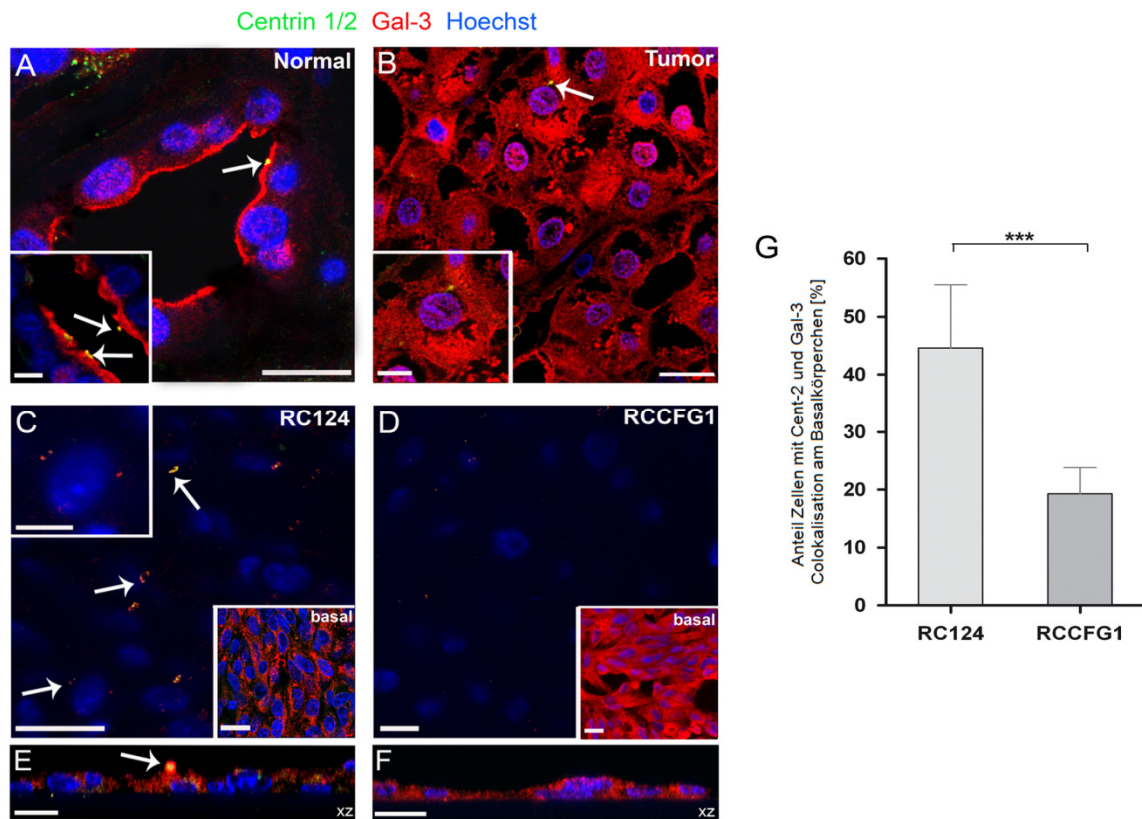 Centrin 1/2 Gal-3 Hoechst
A Normal
B Tumor
C RC124
basal
D RCCFG1
basal
E xz
F xz
G
***
Anteil Zellen mit Cent-2 und Gal-3
Colokalisation am Basalkörperchen [%]
60
50
40
30
20
10
0
RC124 RCCFG1